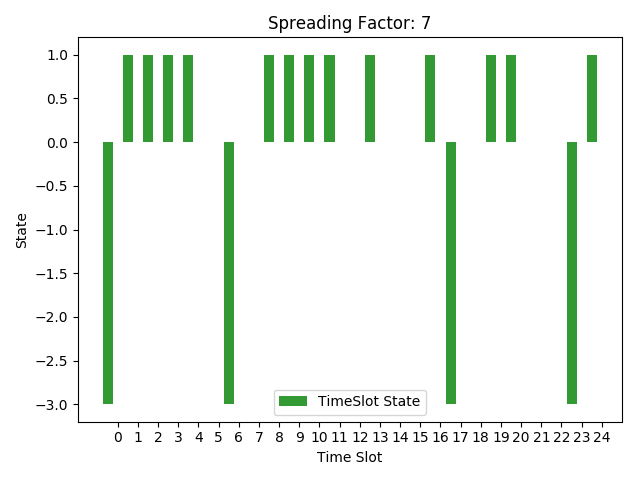 Spreading Factor: 7
State
1.0
0.5
0.0
−0.5
−1.0
−1.5
−2.0
−2.5
−3.0
TimeSlot State
0 1 2 3 4 5 6 7 8 9 10 11 12 13 14 15 16 17 18 19 20 21 22 23 24
Time Slot